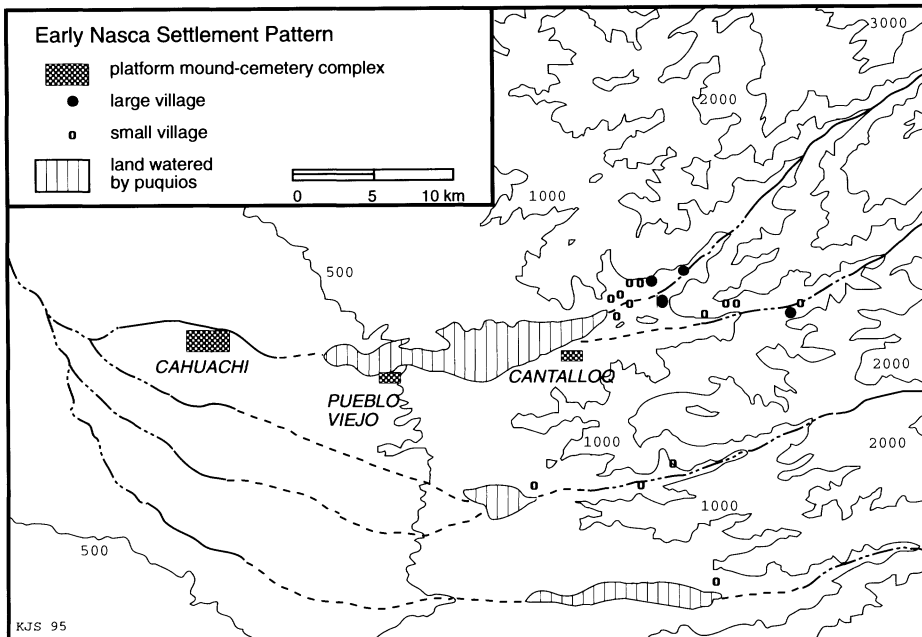 Early Nasca Settlement Pattern
platform mound-cemetery complex
large village
small village
land watered
by puquios
0 5 10 km
3000
2000
1000
500
CAHUACHI
PUEBLO
VIEJO
CANTALLOQ
2000
1000
2000
1000
500
KJS 95